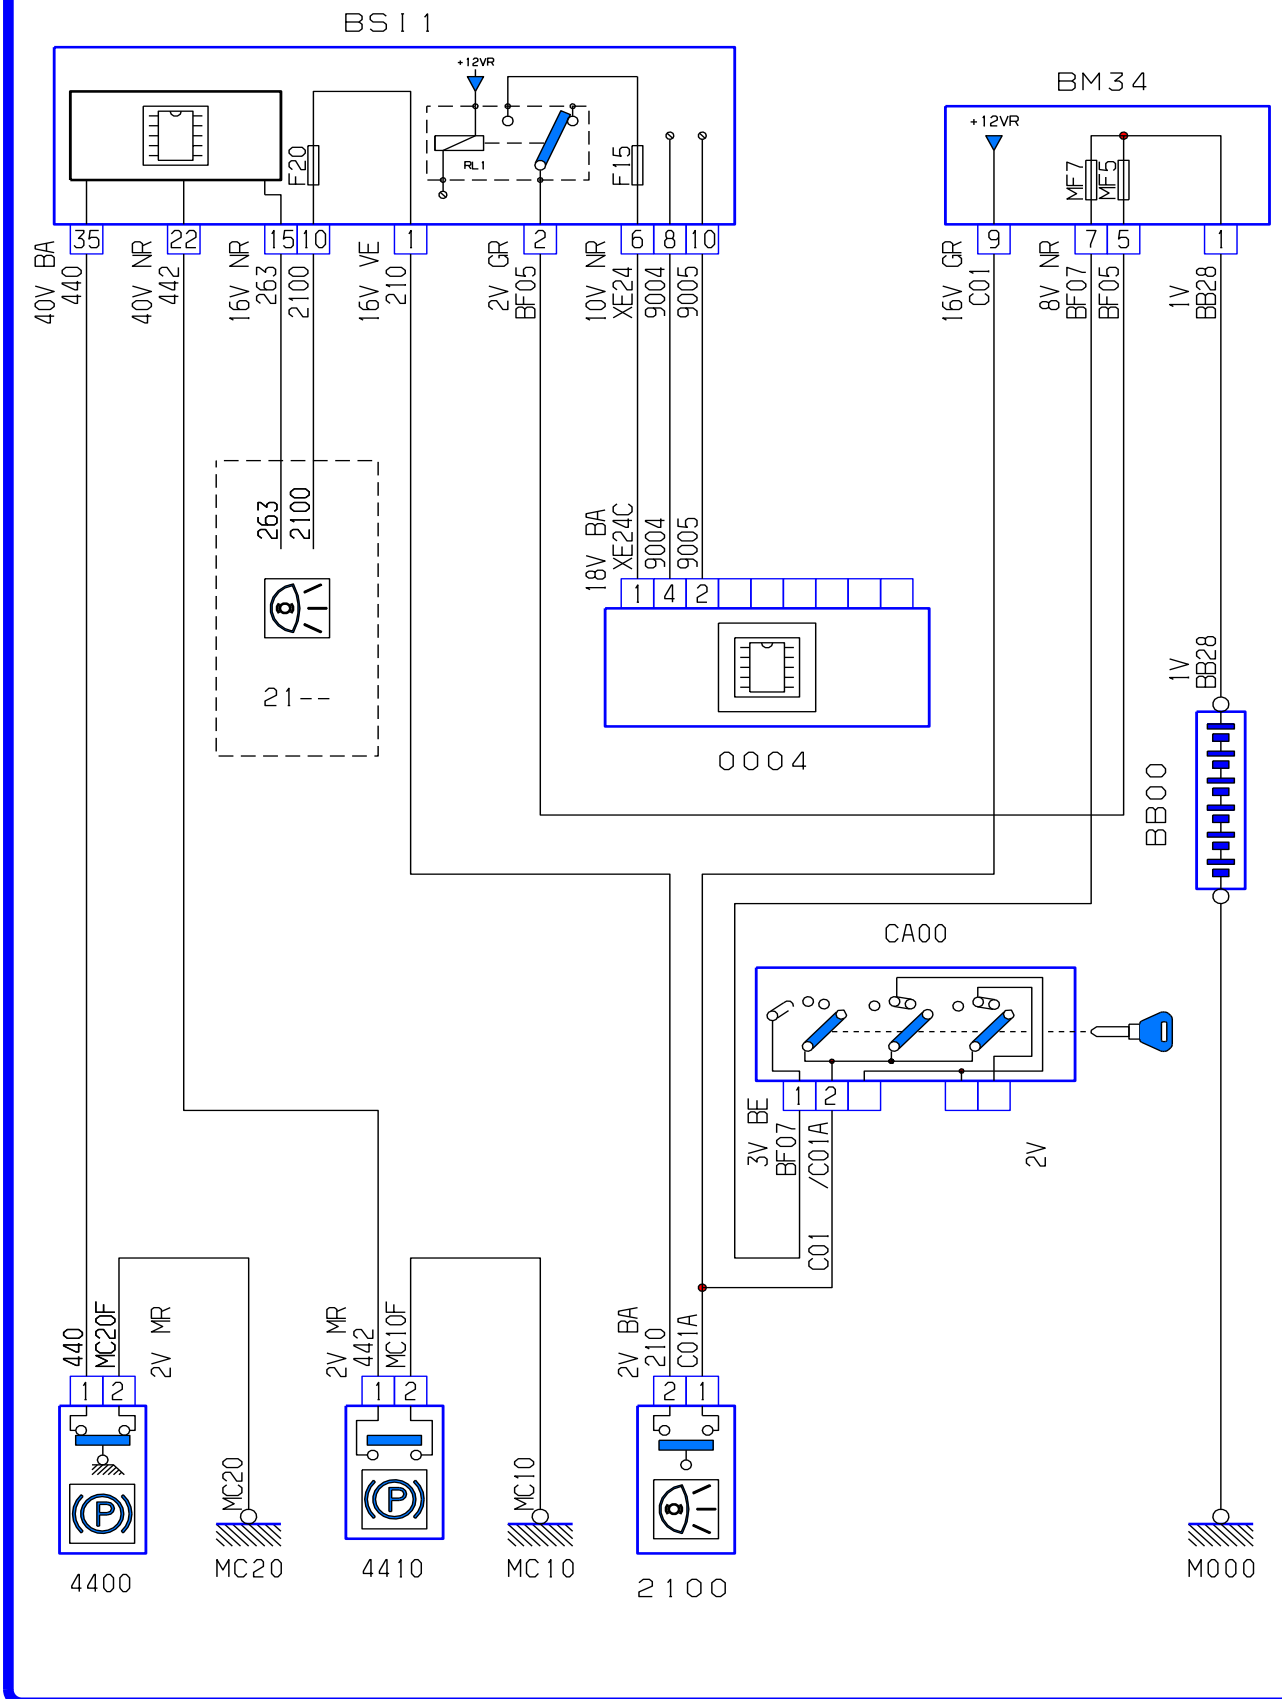 BSI1
+12VR
RL1
F20
F15
35
22
15
10
1
2
6
8
10
40V BA
440
40V NR
442
16V NR
263
2100
16V VE
210
2V GR
BF05
10V NR
XE24
9004
9005
BM34
+12VR
MF7
MF5
9
7
5
1
16V GR
C01
8V NR
BF07
BF05
1V
BB28
263
2100
21--
18V BA
XE24C
9004
9005
1
4
2
0004
1V
BB28
BB00
CA00
1
2
3V BE
BF07
C01 /C01A
2V
440
MC20F
2V MR
1
2
4400
MC20
MC20
2V MR
442
MC10F
1
2
4410
MC10
MC10
2V BA
210
C01A
2
1
2100
M000